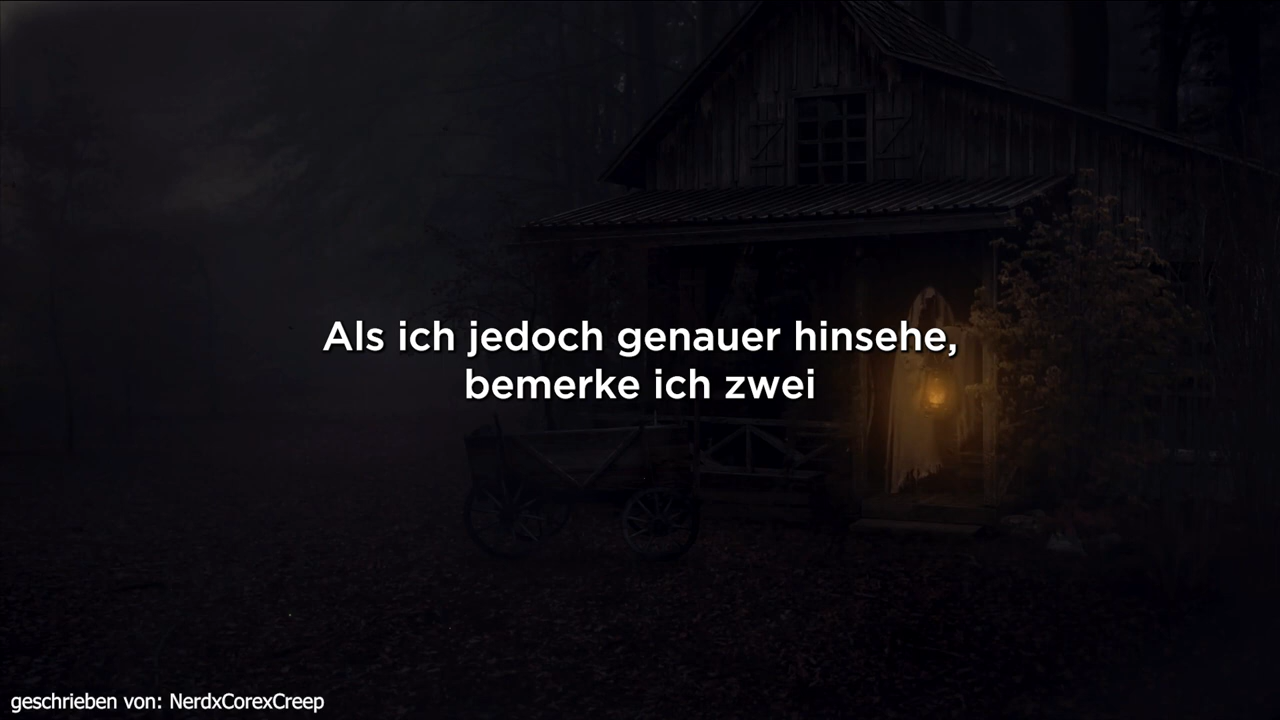 Als ich jedoch genauer hinsehe,
bemerke ich zwei
geschrieben von: NerdxCorexCreep